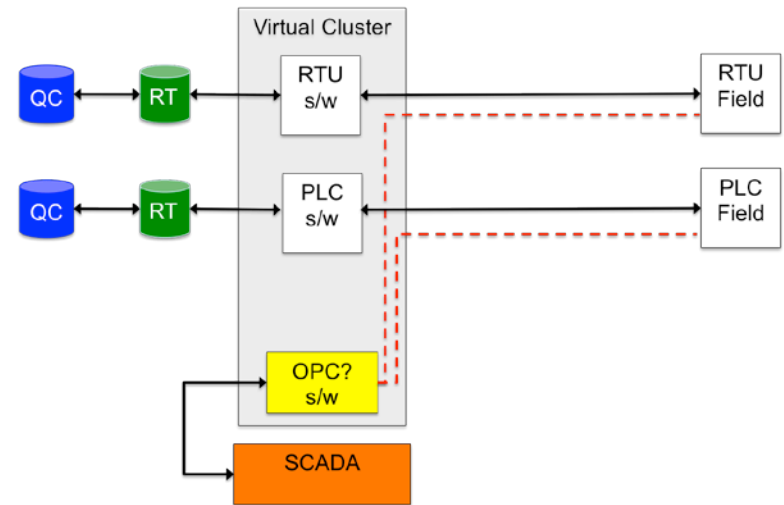 Virtual Cluster
QC
RT
RTU
s/w
RTU
Field
QC
RT
PLC
s/w
PLC
Field
OPC?
s/w
SCADA